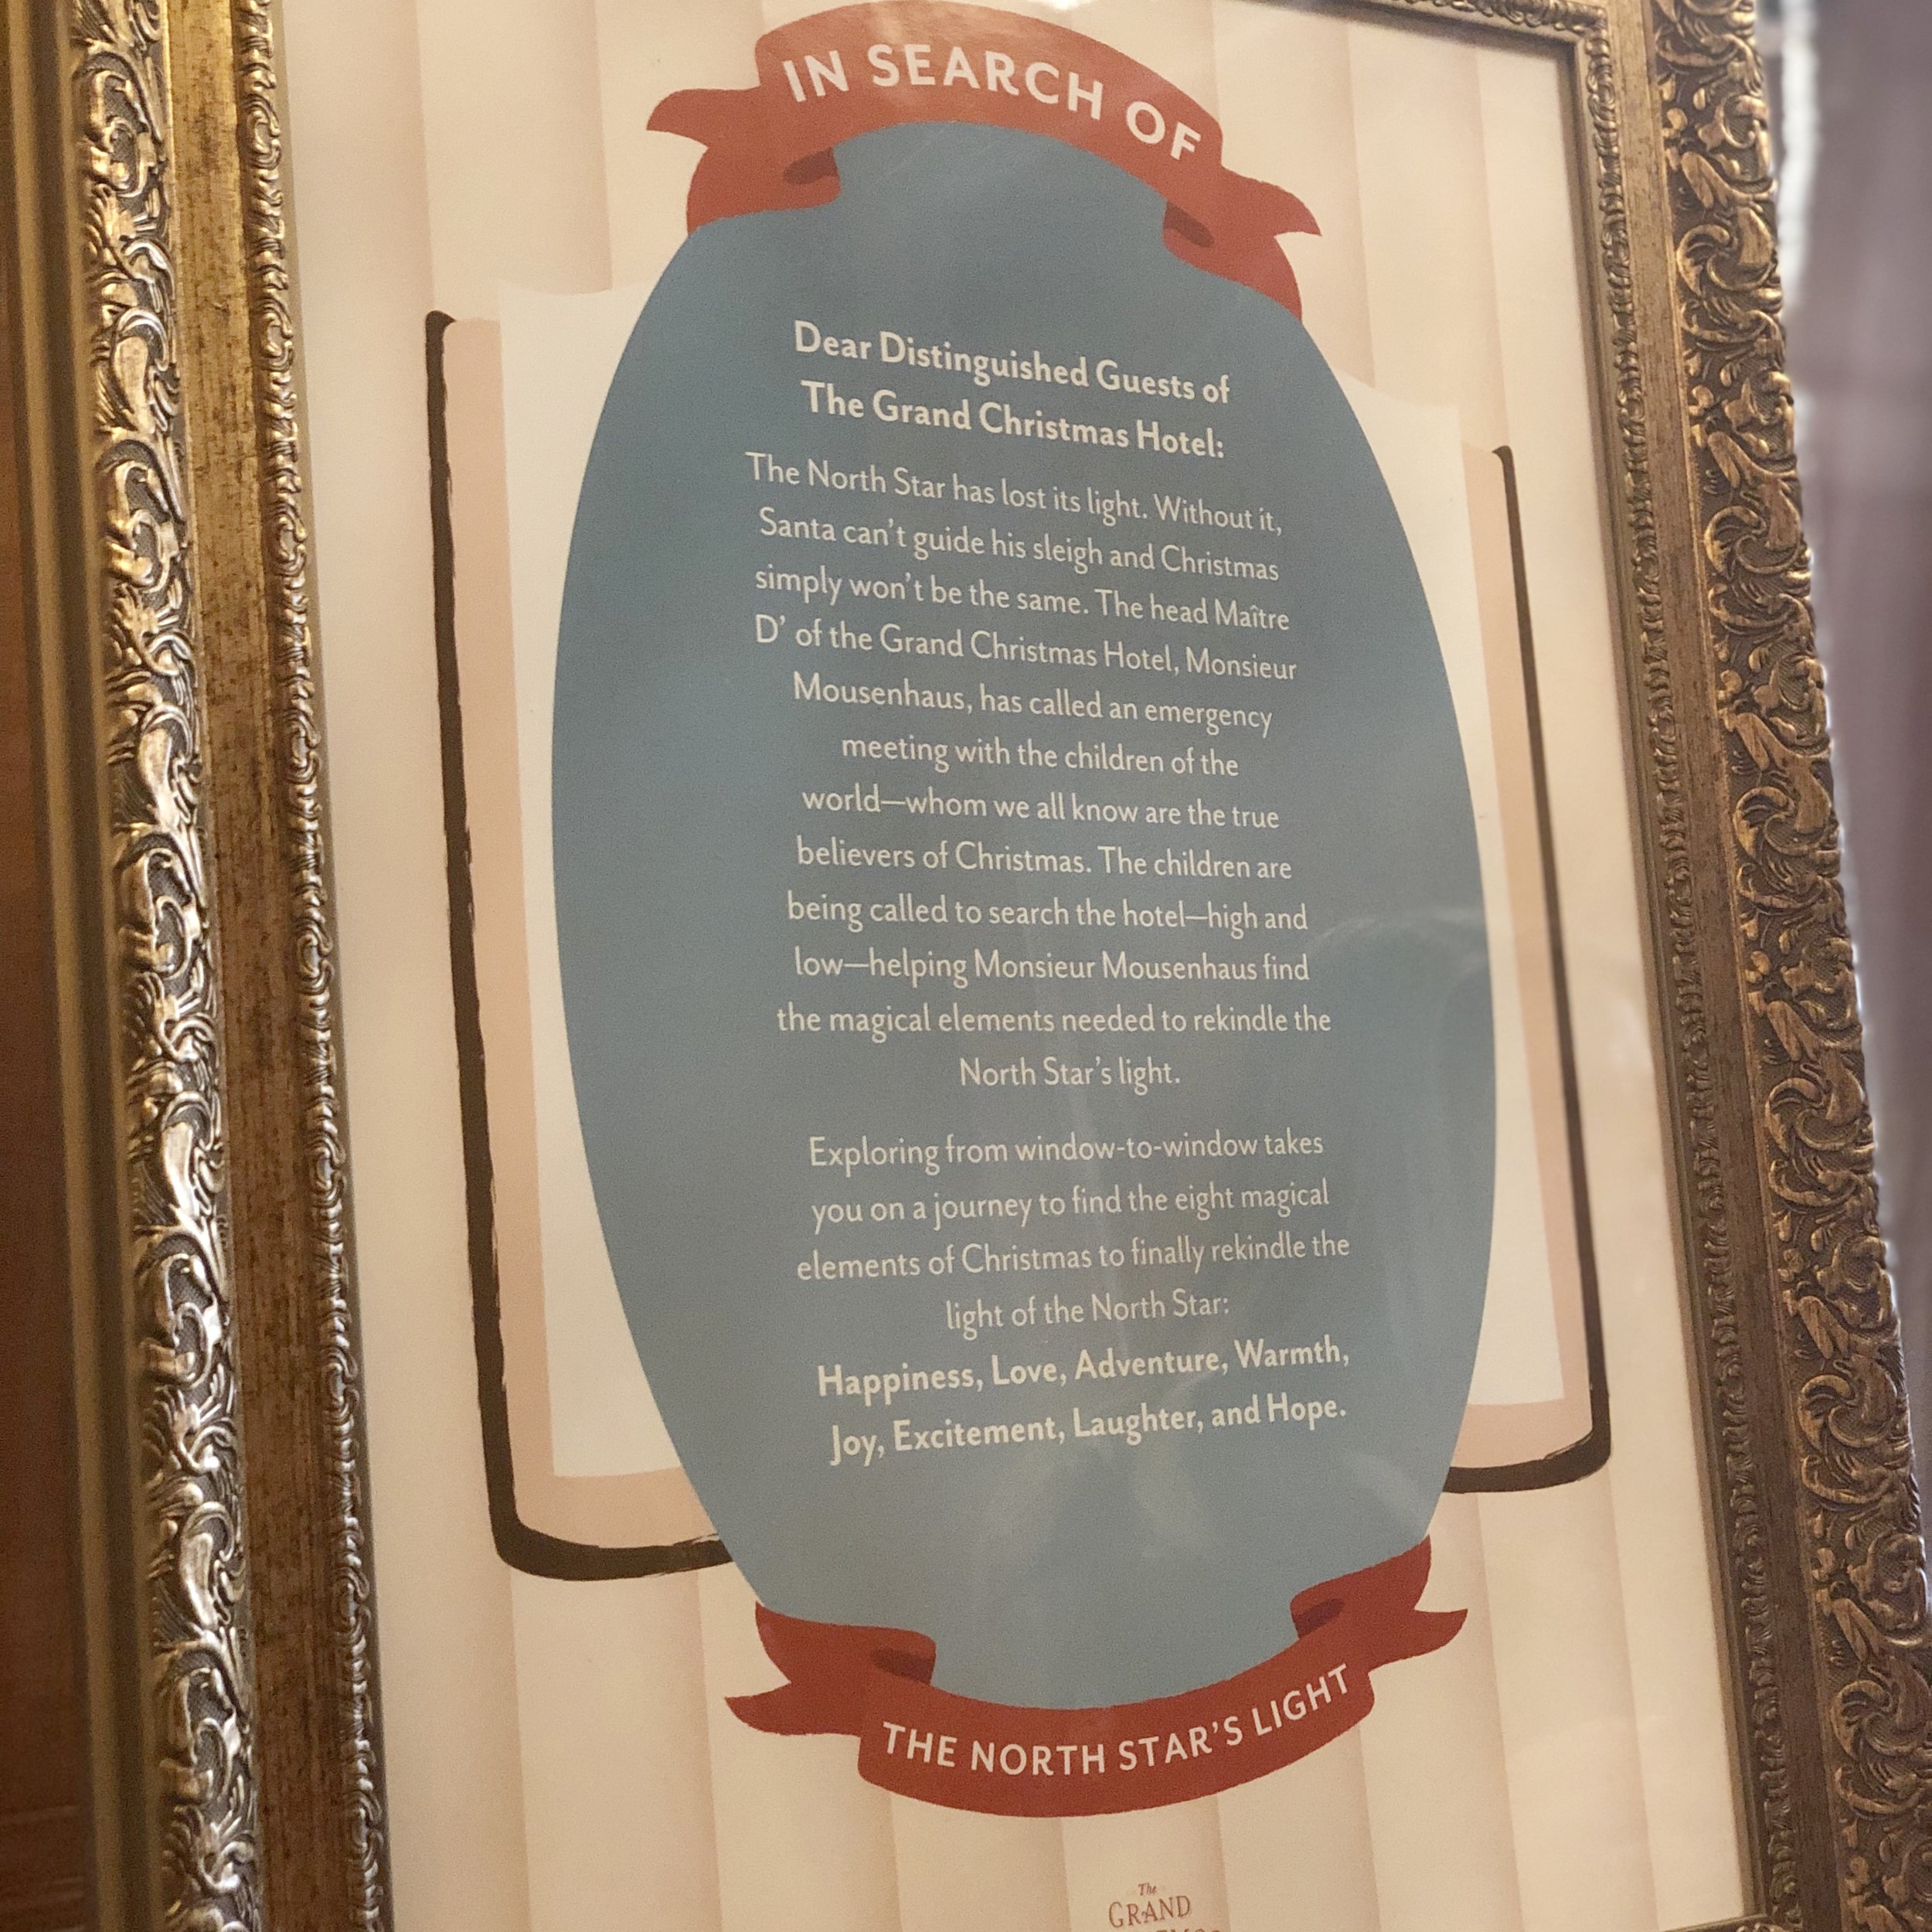 IN SEARCH OF
Dear Distinguished Guests of
The Grand Christmas Hotel:
The North Star has lost its light. Without it,
Santa can't guide his sleigh and Christmas
simply won't be the same. The head Maître
D' of the Grand Christmas Hotel, Monsieur
Mousenhaus, has called an emergency
meeting with the children of the
world—whom we all know are the true
believers of Christmas. The children are
being called to search the hotel—high and
low—helping Monsieur Mousenhaus find
the magical elements needed to rekindle the
North Star's light.
Exploring from window-to-window takes
you on a journey to find the eight magical
elements of Christmas to finally rekindle the
light of the North Star:
Happiness, Love, Adventure, Warmth,
Joy, Excitement, Laughter, and Hope.
THE NORTH STAR'S LIGHT
The
GRAND